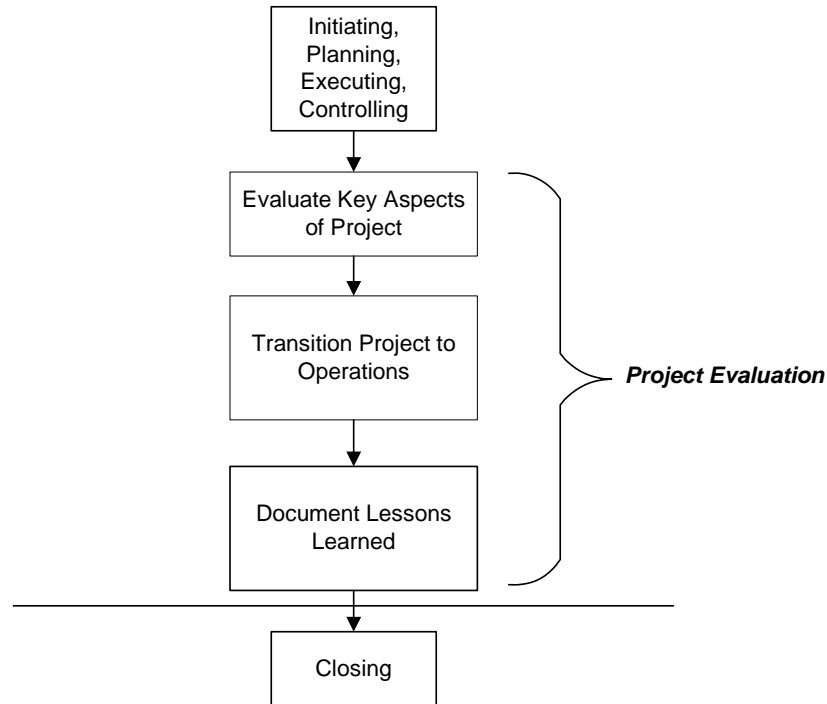 Initiating,
Planning,
Executing,
Controlling
Evaluate Key Aspects
of Project
Transition Project to
Operations
Project Evaluation
Document Lessons
Learned
Closing